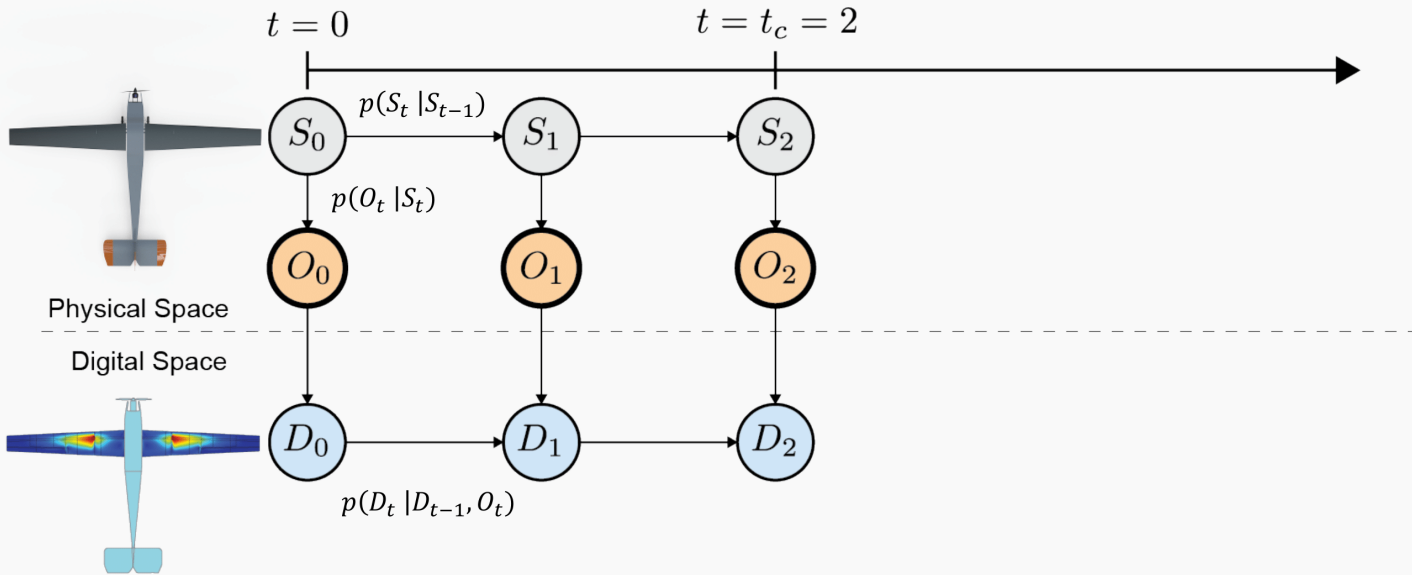 t = 0
t = t_c = 2
p(S_t |S_{t−1})
S_0
S_1
S_2
p(O_t |S_t)
O_0
O_1
O_2
Physical Space
Digital Space
D_0
D_1
D_2
p(D_t |D_{t−1}, O_t)